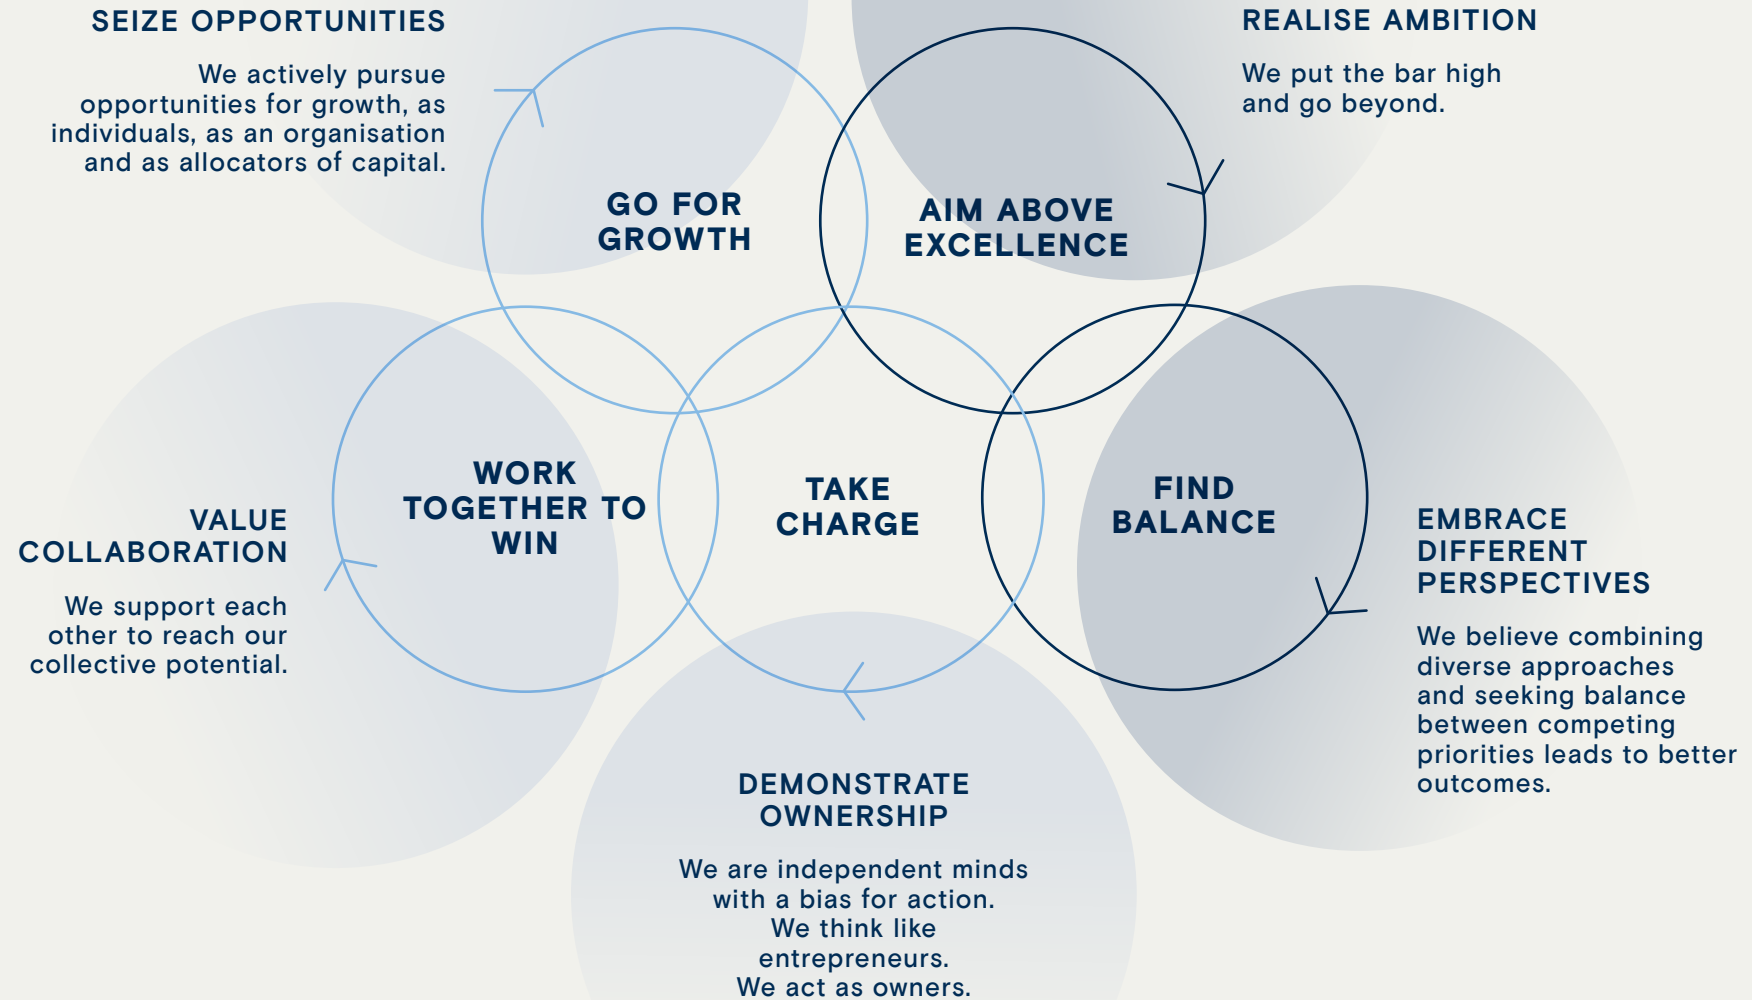 SEIZE OPPORTUNITIES
We actively pursue
opportunities for growth, as
individuals, as an organisation
and as allocators of capital.
REALISE AMBITION
We put the bar high
and go beyond.
GO FOR
GROWTH
AIM ABOVE
EXCELLENCE
WORK
TOGETHER TO
WIN
TAKE
CHARGE
FIND
BALANCE
VALUE
COLLABORATION
We support each
other to reach our
collective potential.
EMBRACE
DIFFERENT
PERSPECTIVES
We believe combining
diverse approaches
and seeking balance
between competing
priorities leads to better
outcomes.
DEMONSTRATE
OWNERSHIP
We are independent minds
with a bias for action.
We think like
entrepreneurs.
We act as owners.